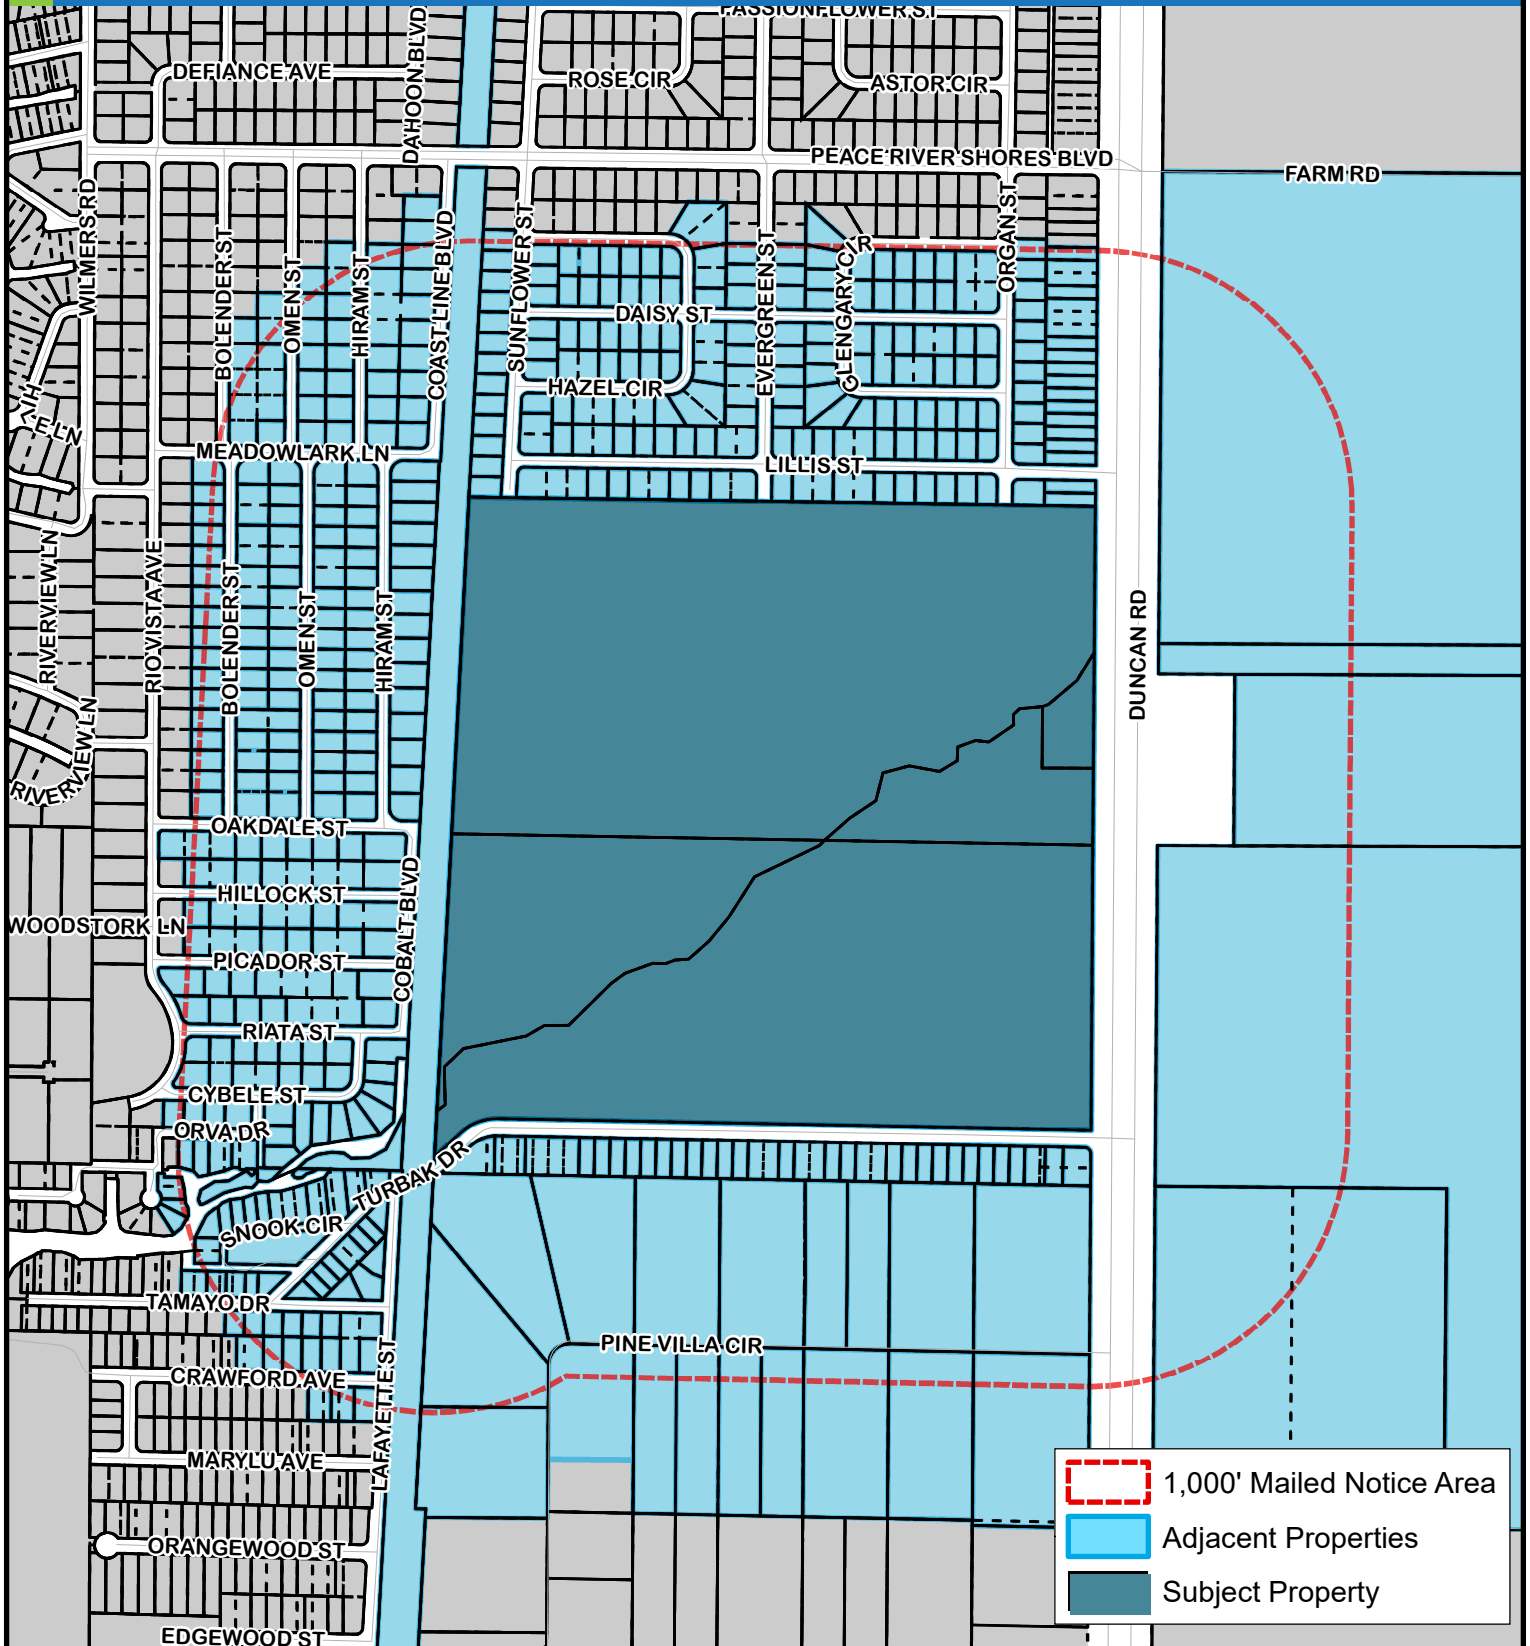 PASSIONFLOWER ST
DEFIANCE AVE
DAHOON BLVD
ROSE CIR
ASTOR CIR
PEACE RIVER SHORES BLVD
FARM RD
WILMERS RD
BOLENDER ST
OMEN ST
HIRAM ST
COAST LINE BLVD
SUNFLOWER ST
EVERGREEN ST
GLENGARY CIR
ORGAN ST
DAISY ST
HAZEL CIR
E LN
MEADOWLARK LN
LILLIS ST
RIVERVIEW LN
RIO VISTA AVE
BOLENDER ST
OMEN ST
HIRAM ST
DUNCAN RD
RIVERVIEW LN
RIVERVIEW
OAKDALE ST
HILLOCK ST
COBALT BLVD
WOODSTORK LN
PICADOR ST
RIATA ST
CYBELE ST
ORVA DR
TURBAK DR
SNOOK CIR
TAMAYO DR
PINE VILLA CIR
CRAWFORD AVE
LAFAYETTE ST
MARYLU AVE
ORANGEWOOD ST
EDGEWOOD ST
1,000' Mailed Notice Area
Adjacent Properties
Subject Property